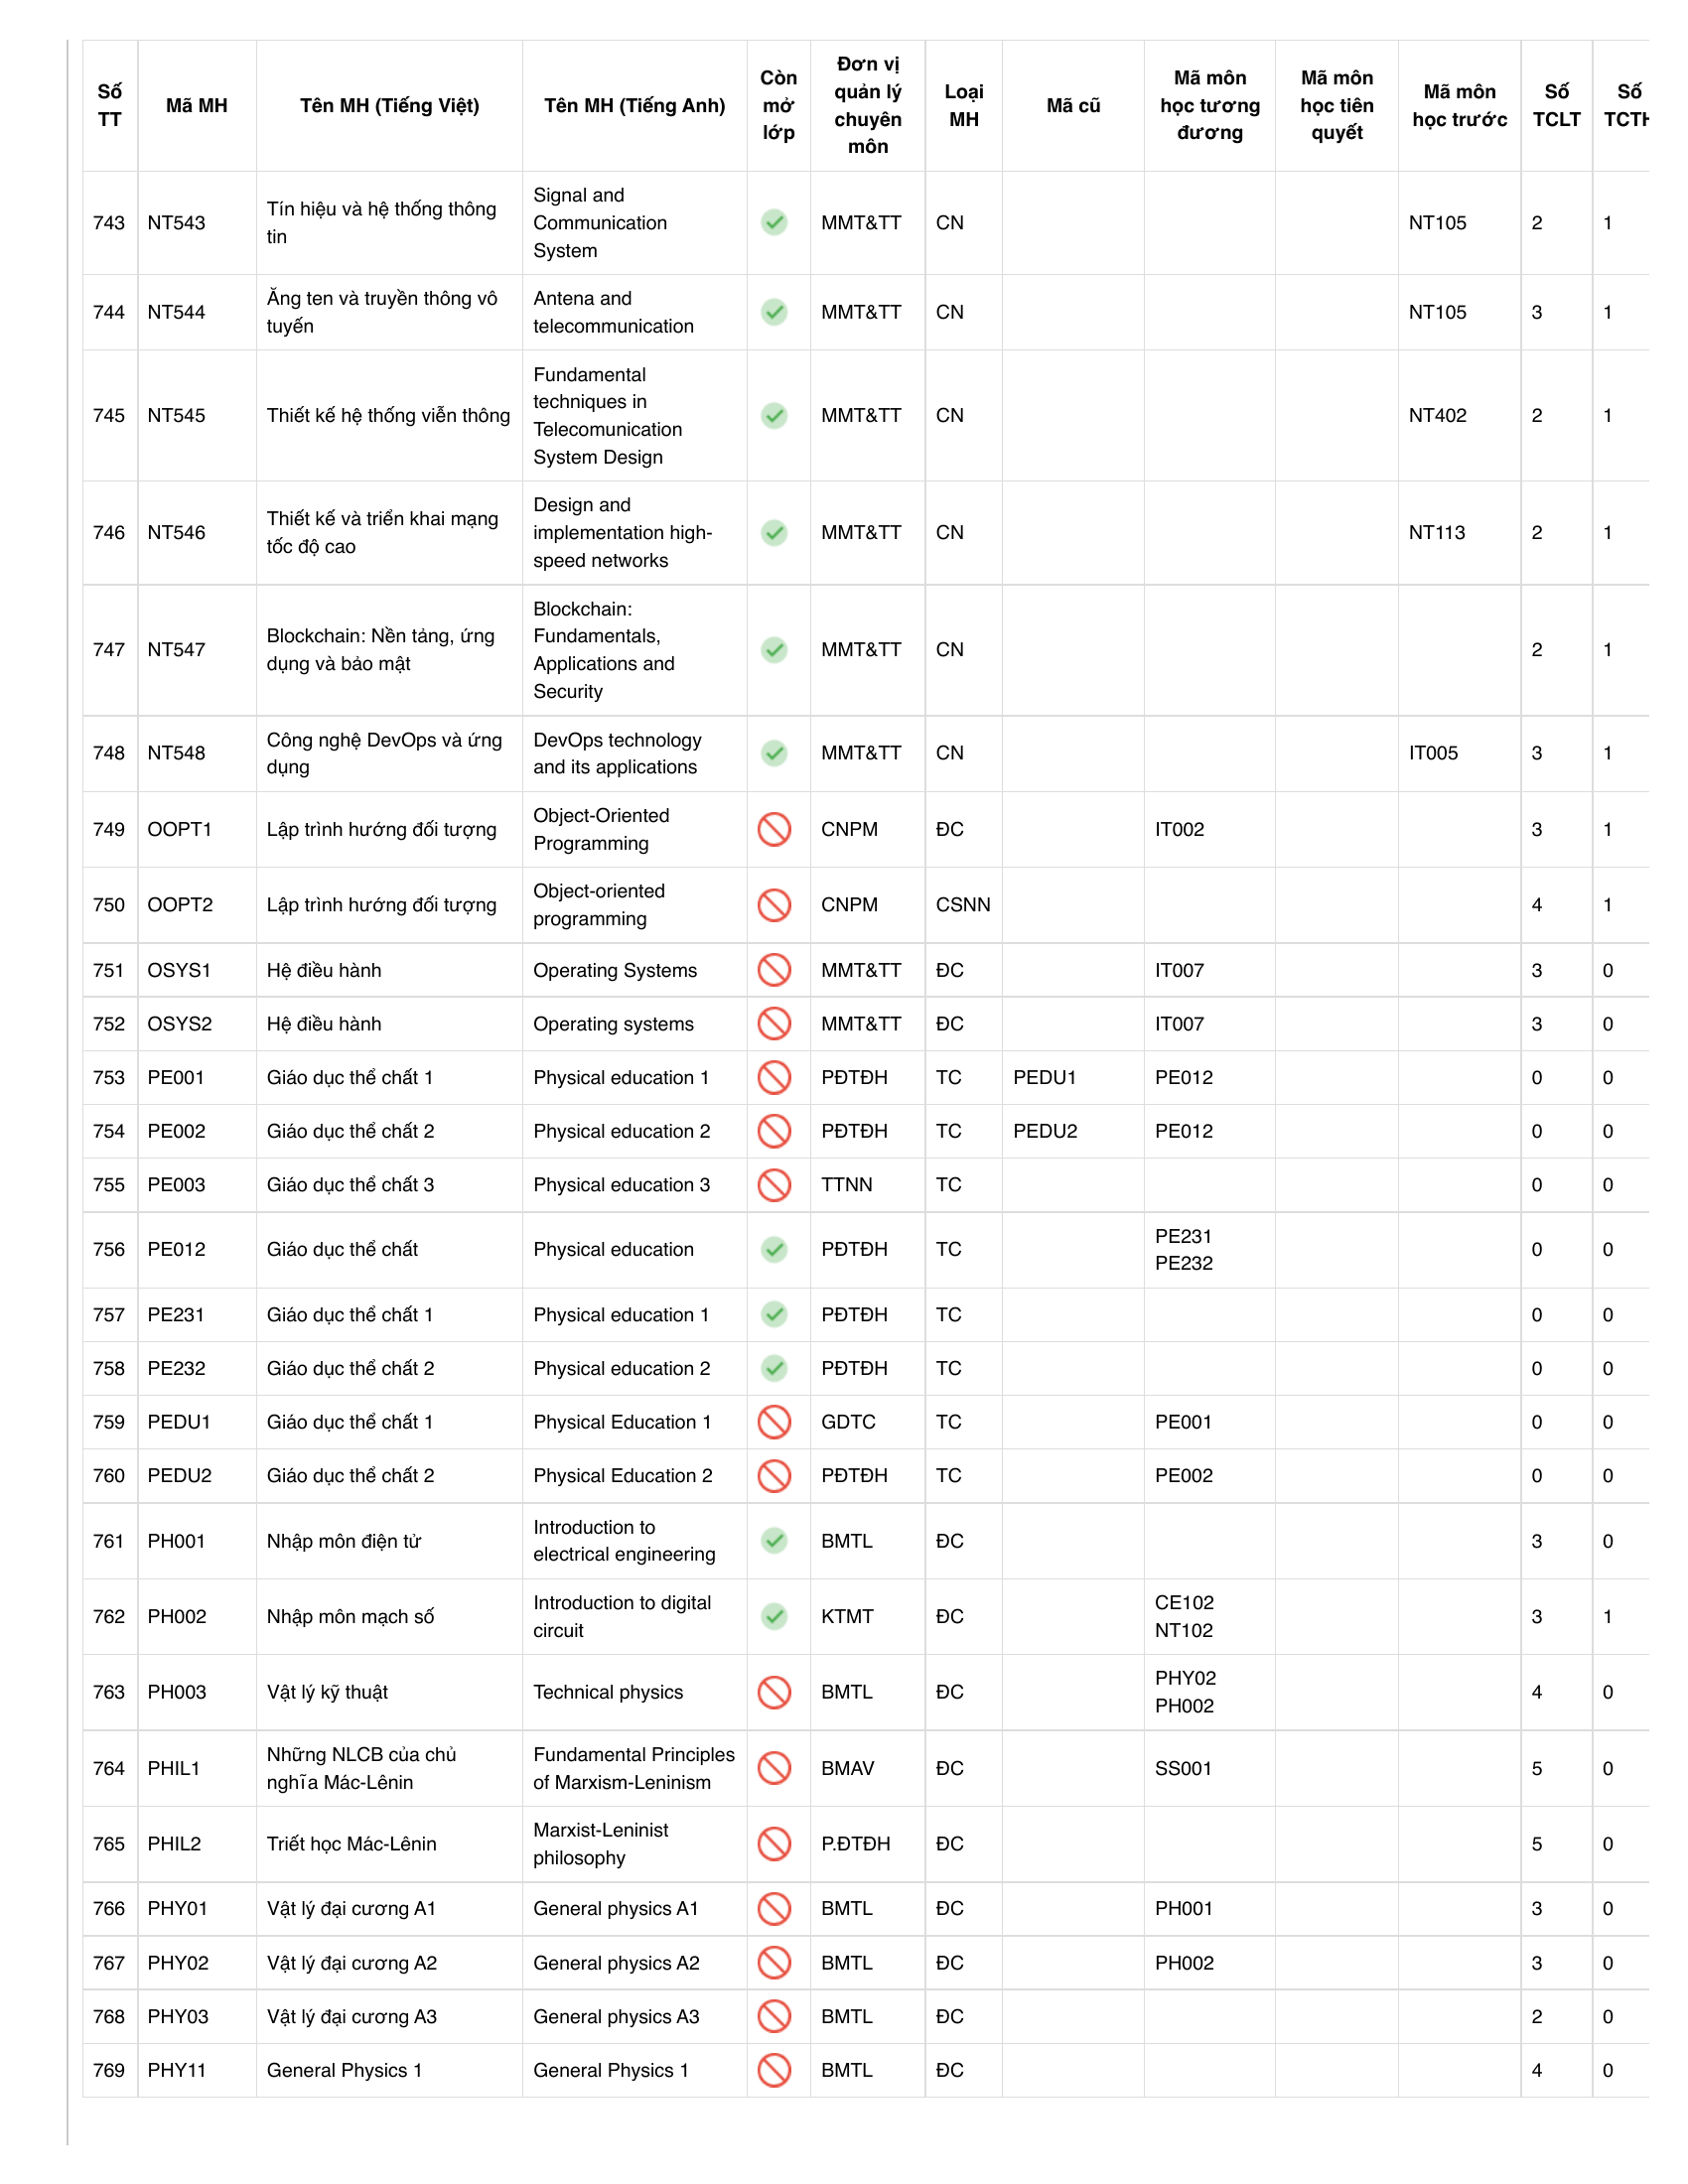 Số TT	Mã MH	Tên MH (Tiếng Việt)	Tên MH (Tiếng Anh)	Còn mở lớp	Đơn vị quản lý chuyên môn	Loại MH	Mã cũ	Mã môn học tương đương	Mã môn học tiên quyết	Mã môn học trước	Số TCLT	Số TCTH
743	NT543	Tín hiệu và hệ thống thông tin	Signal and Communication System	MMT&TT	CN	NT105	2	1
744	NT544	Ăng ten và truyền thông vô tuyến	Antena and telecommunication	MMT&TT	CN	NT105	3	1
745	NT545	Thiết kế hệ thống viễn thông	Fundamental techniques in Telecomunication System Design	MMT&TT	CN	NT402	2	1
746	NT546	Thiết kế và triển khai mạng tốc độ cao	Design and implementation high-speed networks	MMT&TT	CN	NT113	2	1
747	NT547	Blockchain: Nền tảng, ứng dụng và bảo mật	Blockchain: Fundamentals, Applications and Security	MMT&TT	CN	2	1
748	NT548	Công nghệ DevOps và ứng dụng	DevOps technology and its applications	MMT&TT	CN	IT005	3	1
749	OOPT1	Lập trình hướng đối tượng	Object-Oriented Programming	CNPM	ĐC	IT002	3	1
750	OOPT2	Lập trình hướng đối tượng	Object-oriented programming	CNPM	CSNN	4	1
751	OSYS1	Hệ điều hành	Operating Systems	MMT&TT	ĐC	IT007	3	0
752	OSYS2	Hệ điều hành	Operating systems	MMT&TT	ĐC	IT007	3	0
753	PE001	Giáo dục thể chất 1	Physical education 1	PĐTĐH	TC	PEDU1	PE012	0	0
754	PE002	Giáo dục thể chất 2	Physical education 2	PĐTĐH	TC	PEDU2	PE012	0	0
755	PE003	Giáo dục thể chất 3	Physical education 3	TTNN	TC	0	0
756	PE012	Giáo dục thể chất	Physical education	PĐTĐH	TC	PE231 PE232	0	0
757	PE231	Giáo dục thể chất 1	Physical education 1	PĐTĐH	TC	0	0
758	PE232	Giáo dục thể chất 2	Physical education 2	PĐTĐH	TC	0	0
759	PEDU1	Giáo dục thể chất 1	Physical Education 1	GDTC	TC	PE001	0	0
760	PEDU2	Giáo dục thể chất 2	Physical Education 2	PĐTĐH	TC	PE002	0	0
761	PH001	Nhập môn điện tử	Introduction to electrical engineering	BMTL	ĐC	3	0
762	PH002	Nhập môn mạch số	Introduction to digital circuit	KTMT	ĐC	CE102 NT102	3	1
763	PH003	Vật lý kỹ thuật	Technical physics	BMTL	ĐC	PHY02 PH002	4	0
764	PHIL1	Những NLCB của chủ nghĩa Mác-Lênin	Fundamental Principles of Marxism-Leninism	BMAV	ĐC	SS001	5	0
765	PHIL2	Triết học Mác-Lênin	Marxist-Leninist philosophy	P.ĐTĐH	ĐC	5	0
766	PHY01	Vật lý đại cương A1	General physics A1	BMTL	ĐC	PH001	3	0
767	PHY02	Vật lý đại cương A2	General physics A2	BMTL	ĐC	PH002	3	0
768	PHY03	Vật lý đại cương A3	General physics A3	BMTL	ĐC	2	0
769	PHY11	General Physics 1	General Physics 1	BMTL	ĐC	4	0